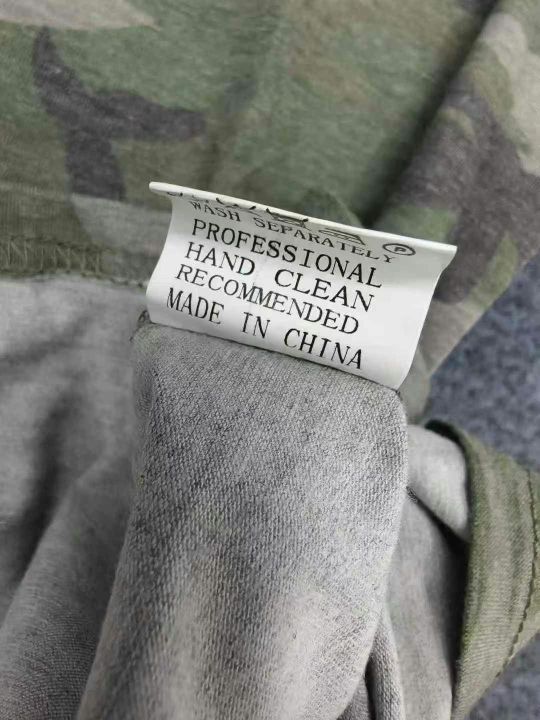 WASH SEPARATELY
PROFESSIONAL
HAND CLEAN
RECOMMENDED
MADE IN CHINA
P